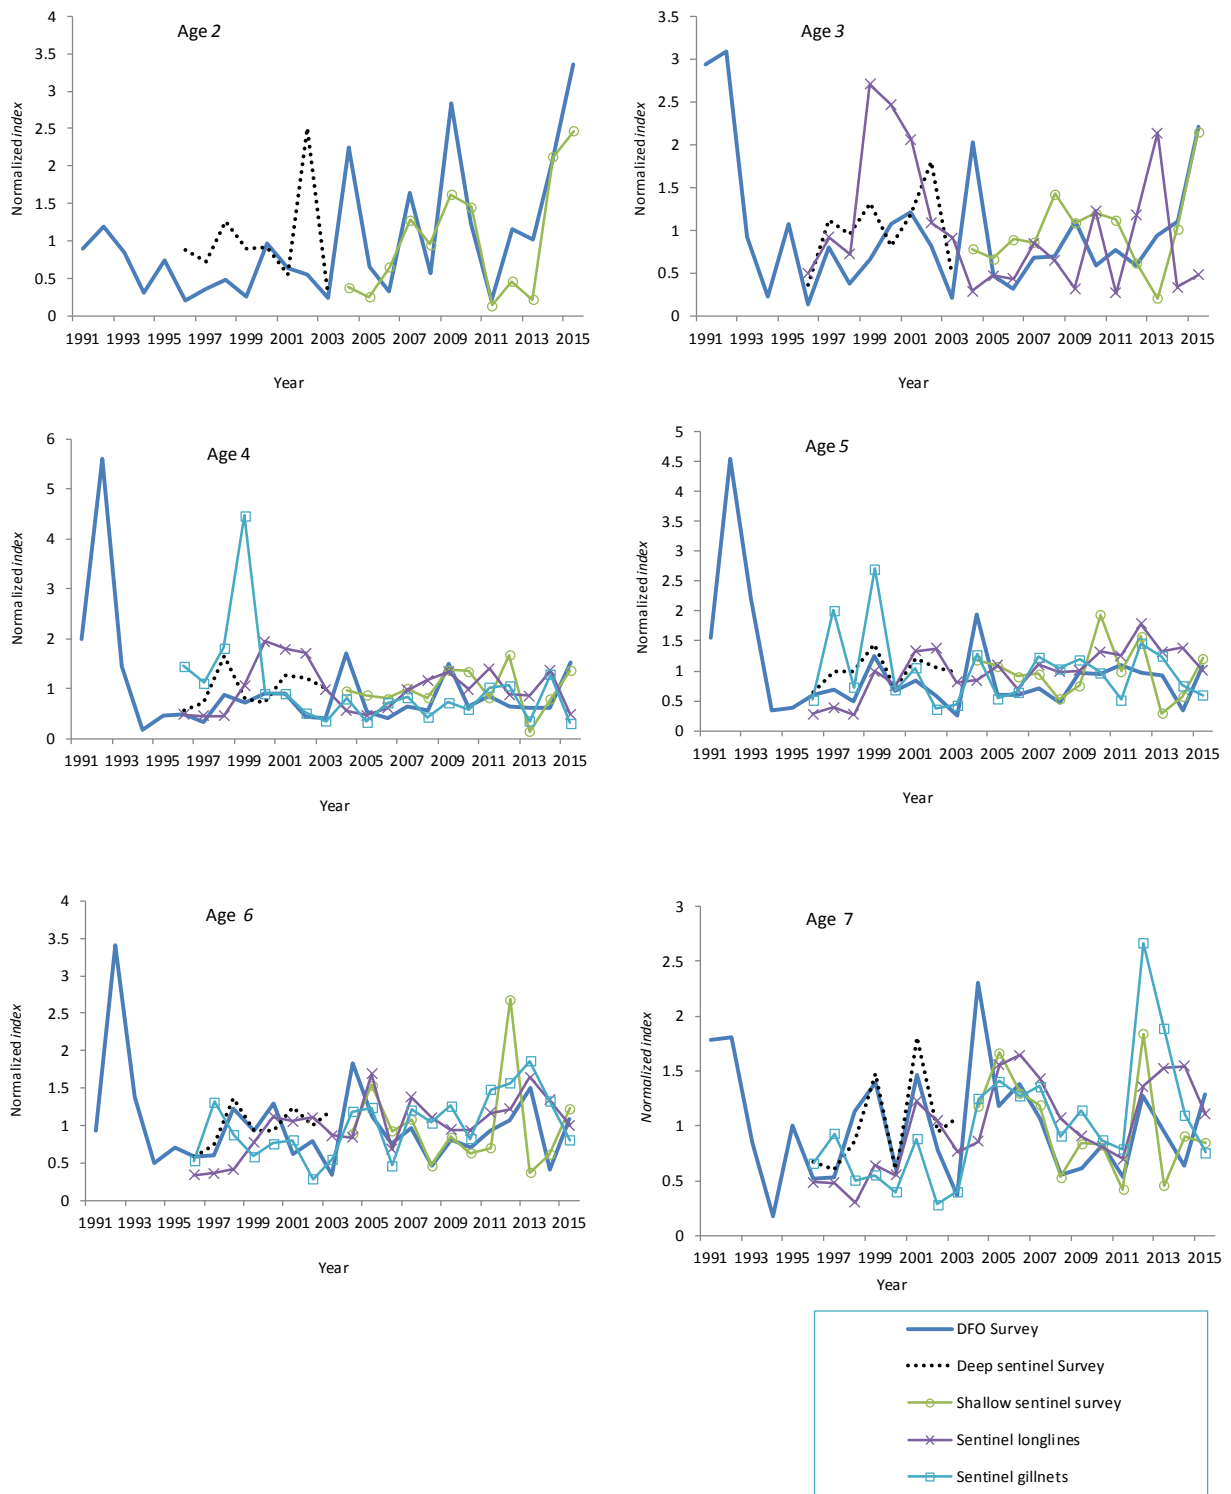 Age 2
Normalized index
4
3.5
3
2.5
2
1.5
1
0.5
0
1991 1993 1995 1997 1999 2001 2003 2005 2007 2009 2011 2013 2015
Year
Age 3
Normalized index
3.5
3
2.5
2
1.5
1
0.5
0
1991 1993 1995 1997 1999 2001 2003 2005 2007 2009 2011 2013 2015
Year
Age 4
Normalized index
6
5
4
3
2
1
0
1991 1993 1995 1997 1999 2001 2003 2005 2007 2009 2011 2013 2015
Year
Age 5
Normalized index
5
4.5
4
3.5
3
2.5
2
1.5
1
0.5
0
1991 1993 1995 1997 1999 2001 2003 2005 2007 2009 2011 2013 2015
Year
Age 6
Normalized index
4
3.5
3
2.5
2
1.5
1
0.5
0
1991 1993 1995 1997 1999 2001 2003 2005 2007 2009 2011 2013 2015
Year
Age 7
Normalized index
3
2.5
2
1.5
1
0.5
0
1991 1993 1995 1997 1999 2001 2003 2005 2007 2009 2011 2013 2015
Year
DFO Survey
Deep sentinel Survey
Shallow sentinel survey
Sentinel longlines
Sentinel gillnets